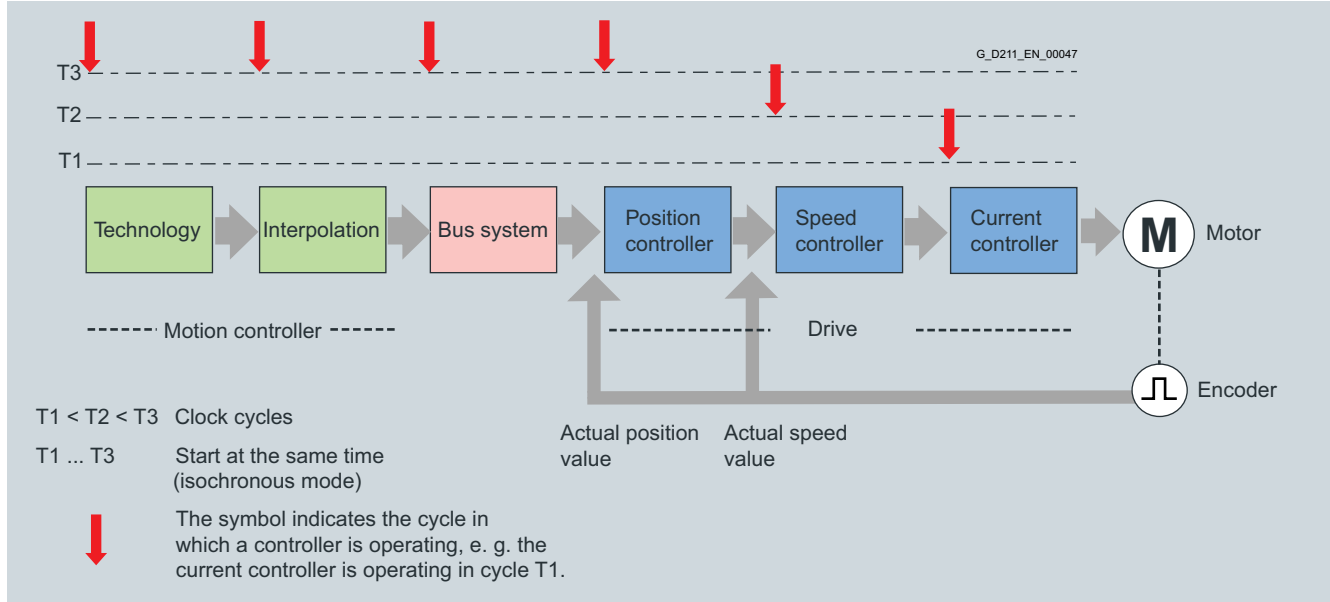 G_D211_EN_00047
T3
T2
T1
Technology
Interpolation
Bus system
Position
controller
Speed
controller
Current
controller
M
Motor
Motion controller
Drive
Encoder
T1 < T2 < T3 Clock cycles
Actual position
value
Actual speed
value
T1 ... T3 Start at the same time
(isochronous mode)
The symbol indicates the cycle in
which a controller is operating, e. g. the
current controller is operating in cycle T1.